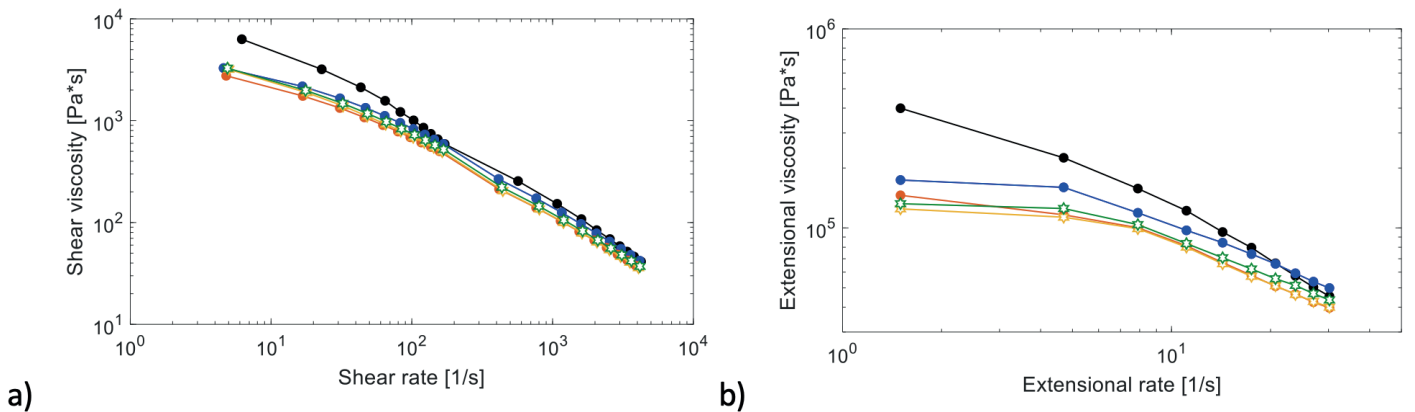 10^4
10^3
10^2
10^1
Shear viscosity [Pa*s]
10^0 10^1 10^2 10^3 10^4
Shear rate [1/s]
a)
10^6
10^5
Extensional viscosity [Pa*s]
10^0 10^1
Extensional rate [1/s]
b)